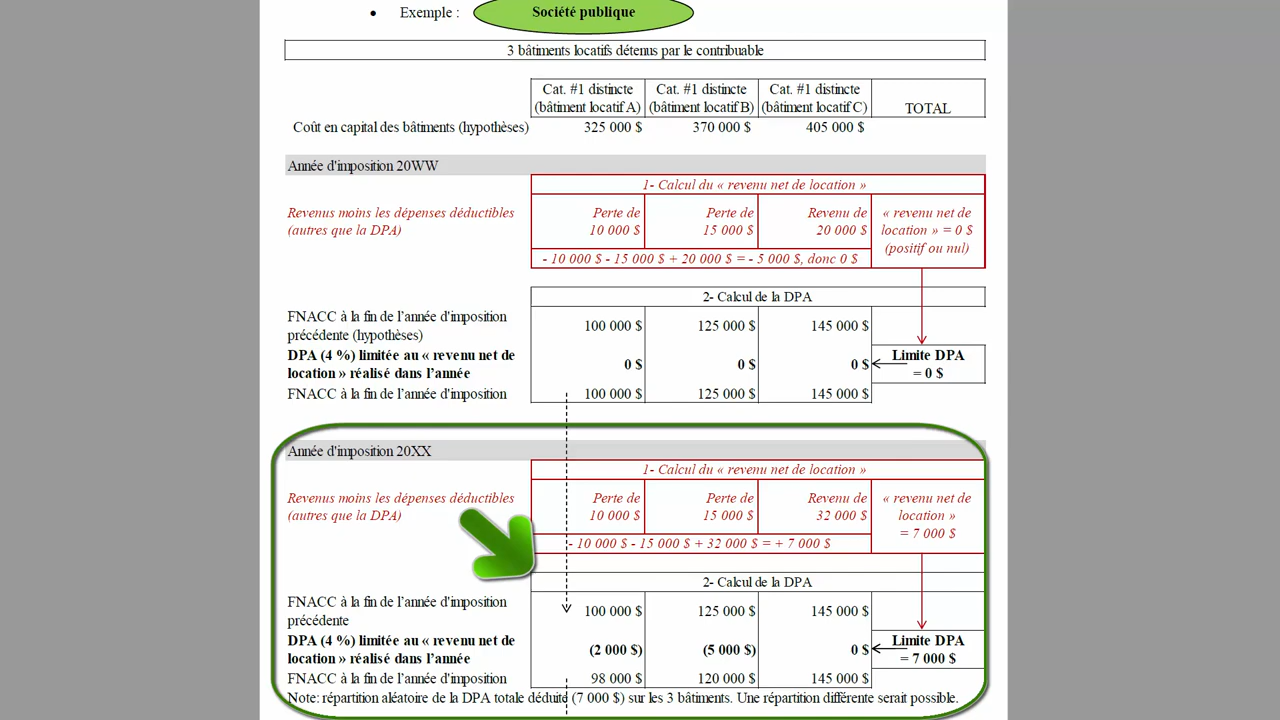 • Exemple : Société publique
3 bâtiments locatifs détenus par le contribuable
Cat. #1 distincte Cat. #1 distincte Cat. #1 distincte
(bâtiment locatif A) (bâtiment locatif B) (bâtiment locatif C) TOTAL
Coût en capital des bâtiments (hypothèses) 325 000 $ 370 000 $ 405 000 $
Année d'imposition 20WW
1- Calcul du « revenu net de location »
Revenus moins les dépenses déductibles Perte de Perte de Revenu de « revenu net de
(autres que la DPA) 10 000 $ 15 000 $ 20 000 $ location » = 0 $
(positif ou nul)
- 10 000 $ - 15 000 $ + 20 000 $ = - 5 000 $, donc 0 $
2- Calcul de la DPA
FNACC à la fin de l’année d'imposition
précédente (hypothèses) 100 000 $ 125 000 $ 145 000 $
DPA (4 %) limitée au « revenu net de Limite DPA
location » réalisé dans l’année 0 $ 0 $ 0 $ = 0 $
FNACC à la fin de l’année d'imposition 100 000 $ 125 000 $ 145 000 $
Année d'imposition 20XX
1- Calcul du « revenu net de location »
Revenus moins les dépenses déductibles Perte de Perte de Revenu de « revenu net de
(autres que la DPA) 10 000 $ 15 000 $ 32 000 $ location »
= 7 000 $
- 10 000 $ - 15 000 $ + 32 000 $ = + 7 000 $
2- Calcul de la DPA
FNACC à la fin de l’année d'imposition
précédente 100 000 $ 125 000 $ 145 000 $
DPA (4 %) limitée au « revenu net de Limite DPA
location » réalisé dans l’année (2 000 $) (5 000 $) 0 $ = 7 000 $
FNACC à la fin de l’année d'imposition 98 000 $ 120 000 $ 145 000 $
Note: répartition aléatoire de la DPA totale déduite (7 000 $) sur les 3 bâtiments. Une répartition différente serait possible.